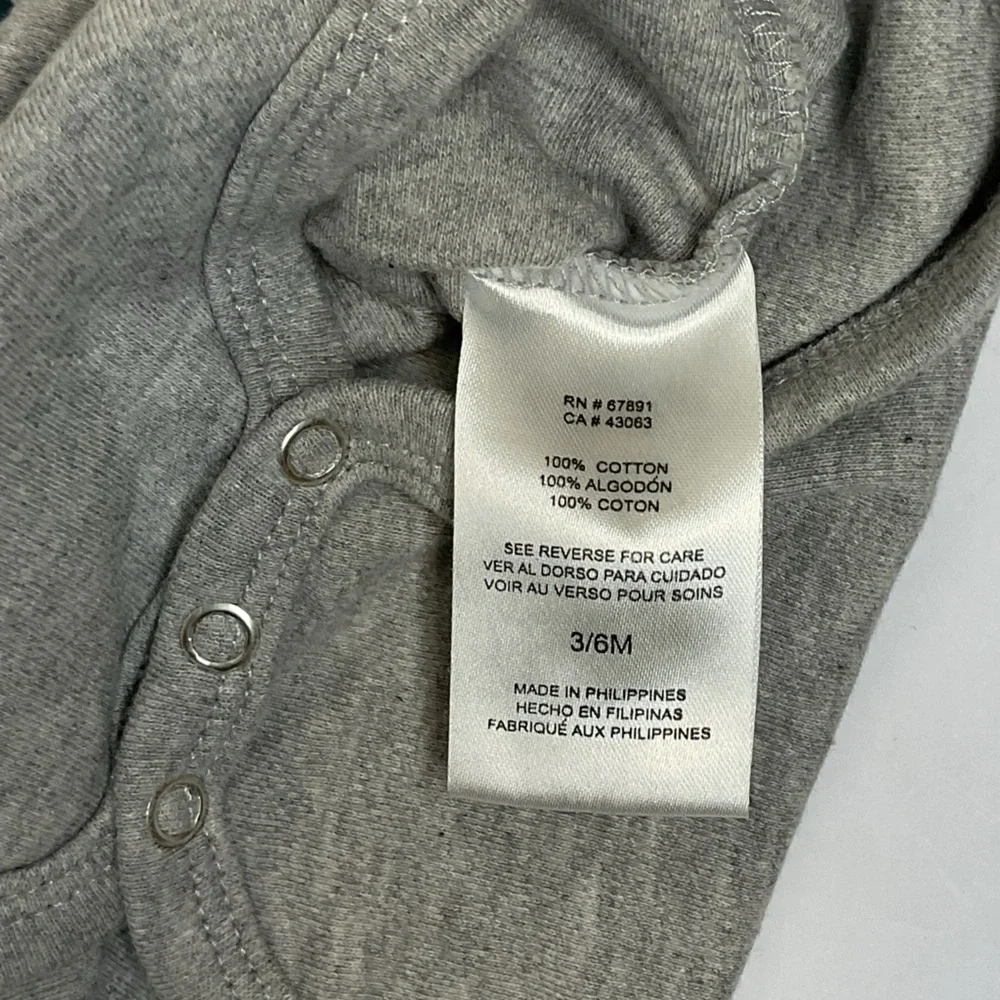 RN # 67891
CA # 43063
100% COTTON
100% ALGODÓN
100% COTON
SEE REVERSE FOR CARE
VER AL DORSO PARA CUIDADO
VOIR AU VERSO POUR SOINS
3/6M
MADE IN PHILIPPINES
HECHO EN FILIPINAS
FABRIQUÉ AUX PHILIPPINES